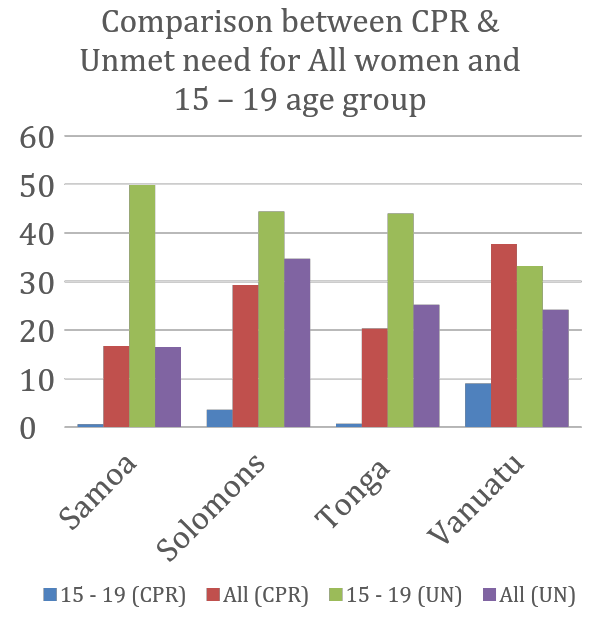 Comparison between CPR &
Unmet need for All women and
15 – 19 age group
60
50
40
30
20
10
0
Samoa
Solomons
Tonga
Vanuatu
15 - 19 (CPR) All (CPR) 15 - 19 (UN) All (UN)